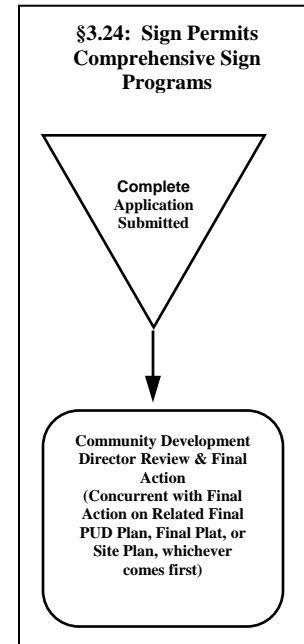 §3.24: Sign Permits
Comprehensive Sign
Programs
Complete
Application
Submitted
Community Development
Director Review & Final
Action
(Concurrent with Final
Action on Related Final
PUD Plan, Final Plat, or
Site Plan, whichever
comes first)